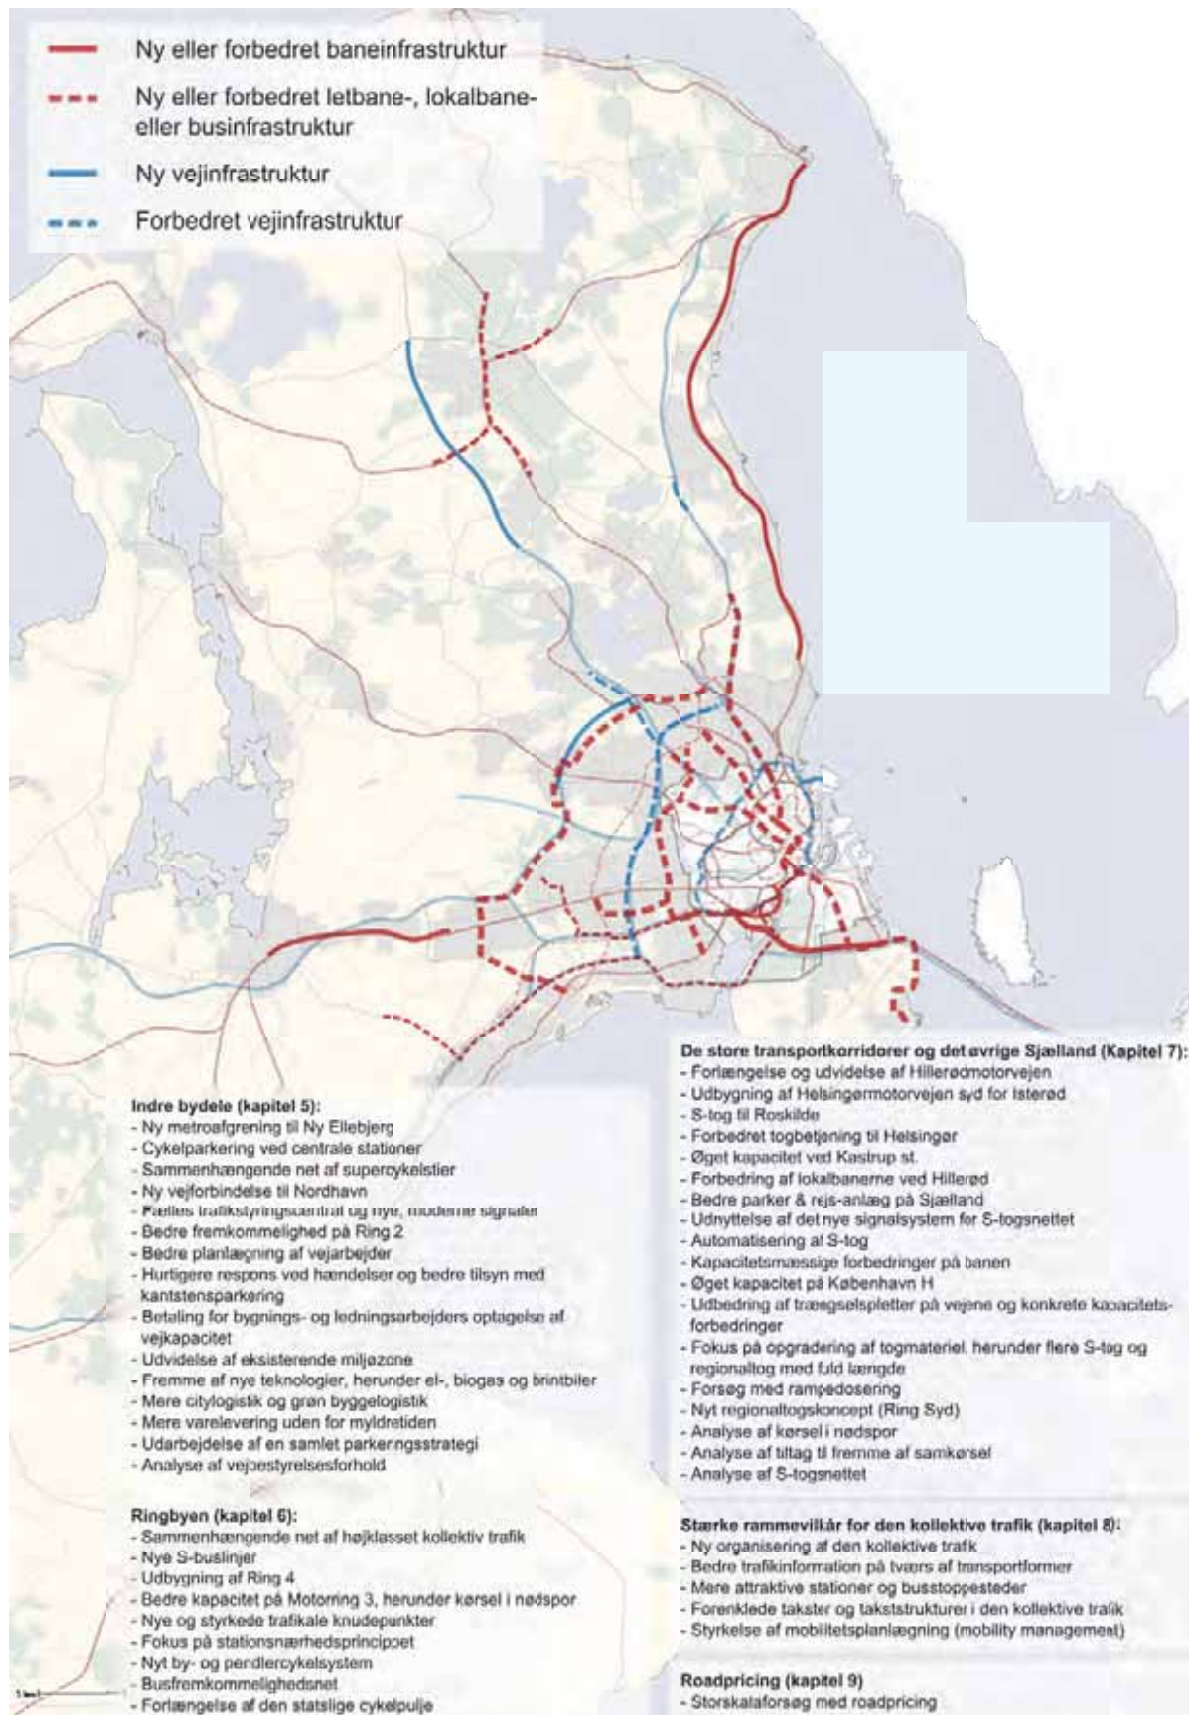 Ny eller forbedret baneinfrastruktur
Ny eller forbedret letbane-, lokalbane-
eller businfrastruktur
Ny vejinfrastruktur
Forbedret vejinfrastruktur
Indre bydele (kapitel 5):
- Ny metroafgrening til Ny Ellebjerg
- Cykelparkering ved centrale stationer
- Sammenhængende net af supercykelstier
- Ny vejforbindelse til Nordhavn
- Fælles trafikstyringscentral og nye, moderne signaler
- Bedre fremkommelighed på Ring 2
- Bedre planlægning af vejarbejder
- Hurtigere respons ved hændelser og bedre tilsyn med
kantstensparkering
- Betaling for bygnings- og ledningsarbejders optagelse af
vejkapacitet
- Udvidelse af eksisterende miljøzone
- Fremme af nye teknologier, herunder el-, biogas og brintbiler
- Mere citylogistik og grøn byggelogistik
- Mere varelevering uden for myldretiden
- Udarbejdelse af en samlet parkeringsstrategi
- Analyse af vejbestyrelsesforhold
Ringbyen (kapitel 6):
- Sammenhængende net af højklasset kollektiv trafik
- Nye S-buslinjer
- Udbygning af Ring 4
- Bedre kapacitet på Motorring 3, herunder kørsel i nødspor
- Nye og styrkede trafikale knudepunkter
- Fokus på stationsnærhedsprincippet
- Nyt by- og pendlercykelsystem
- Busfremkommelighedsnet
- Forlængelse af den statslige cykelpulje
De store transportkorridorer og det øvrige Sjælland (Kapitel 7):
- Forlængelse og udvidelse af Hillerødmotorvejen
- Udbygning af Helsingørmotorvejen syd for Isterød
- S-tog til Roskilde
- Forbedret togbetjening til Helsingør
- Øget kapacitet ved Kastrup st.
- Forbedring af lokalbanerne ved Hillerød
- Bedre parker & rejs-anlæg på Sjælland
- Udnyttelse af det nye signalsystem for S-togsnettet
- Automatisering af S-tog
- Kapacitetsmæssige forbedringer på banen
- Øget kapacitet på København H
- Udbedring af trængselspletter på vejene og konkrete kapacitets-
forbedringer
- Fokus på opgradering af togmateriel, herunder flere S-tog og
regionaltog med fuld længde
- Forsøg med rampedosering
- Nyt regionaltogskoncept (Ring Syd)
- Analyse af kørsel i nødspor
- Analyse af tiltag til fremme af samkørsel
- Analyse af S-togsnettet
Stærke rammevilkår for den kollektive trafik (kapitel 8):
- Ny organisering af den kollektive trafik
- Bedre trafikinformation på tværs af transportformer
- Mere attraktive stationer og busstoppesteder
- Forenklede takster og takststrukturer i den kollektive trafik
- Styrkelse af mobilitetsplanlægning (mobility management)
Roadpricing (kapitel 9)
- Storskalaforsøg med roadpricing